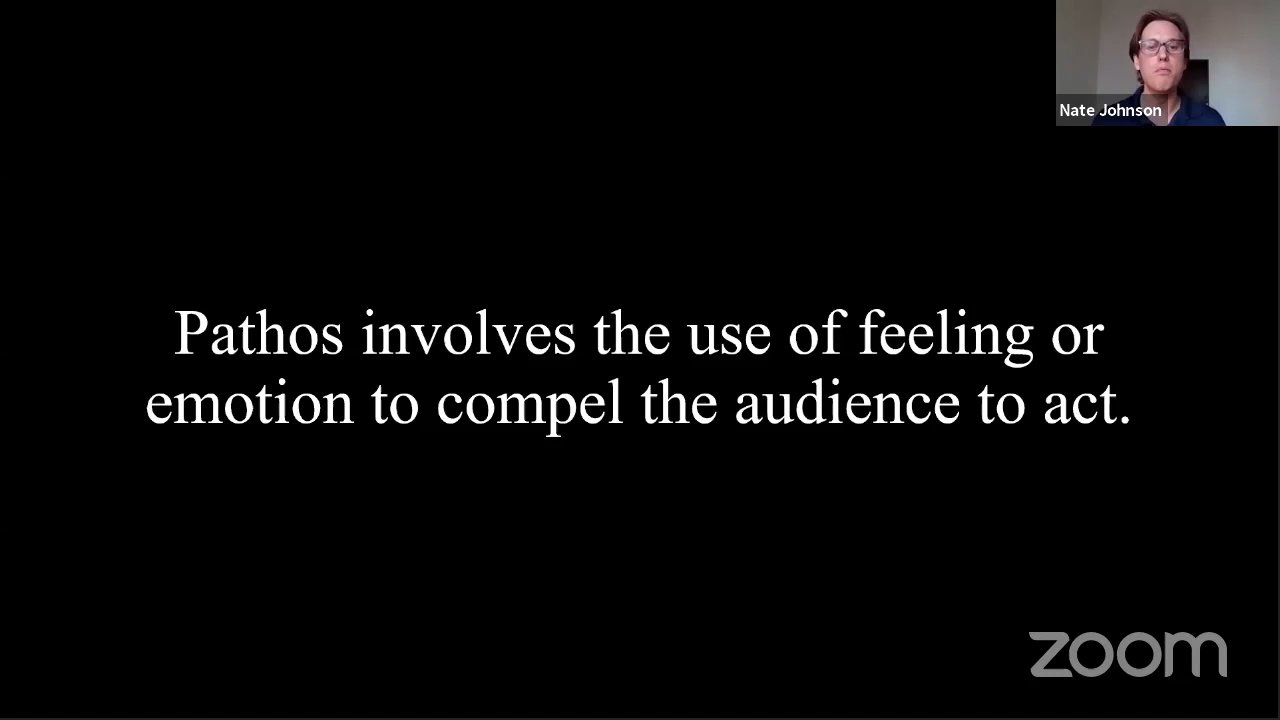 Nate Johnson
Pathos involves the use of feeling or
emotion to compel the audience to act.
zoom